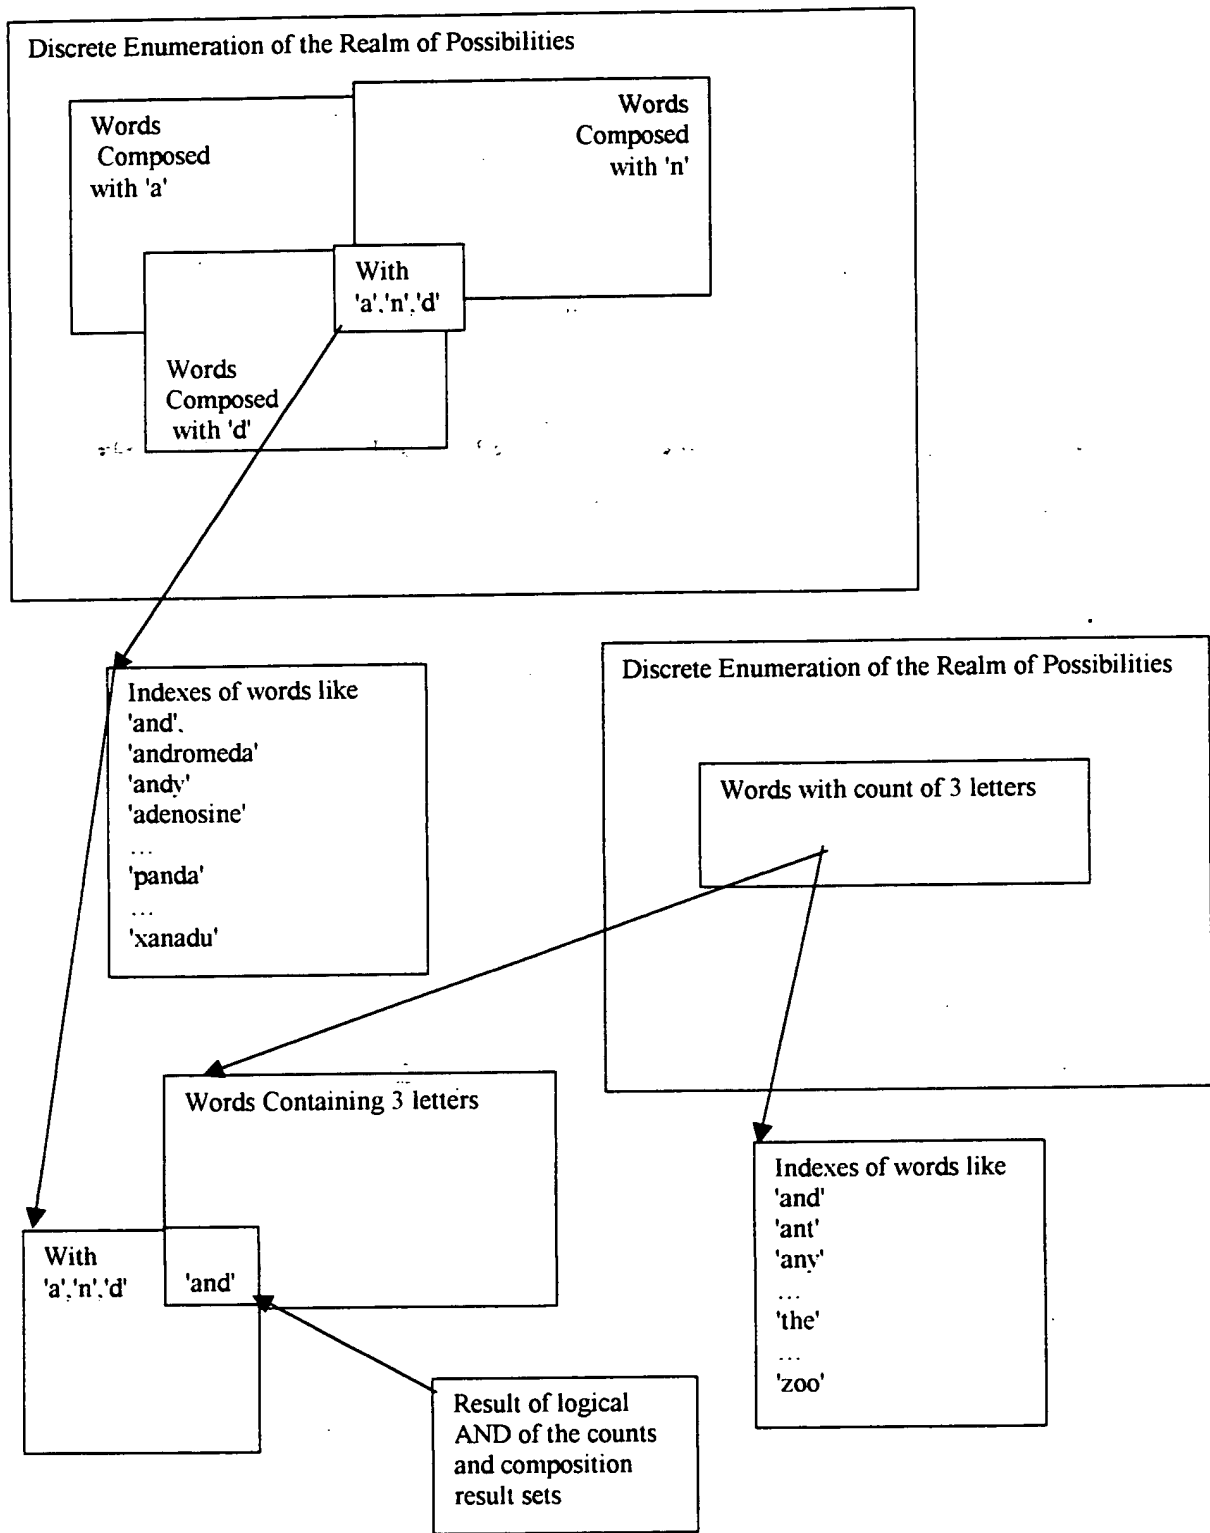 Discrete Enumeration of the Realm of Possibilities
Words
Composed
with 'a'
Words
Composed
with 'n'
With
'a','n','d'
Words
Composed
with 'd'
Indexes of words like
'and',
'andromeda'
'andy'
'adenosine'
...
'panda'
...
'xanadu'
Discrete Enumeration of the Realm of Possibilities
Words with count of 3 letters
Words Containing 3 letters
With
'a','n','d'
'and'
Indexes of words like
'and'
'ant'
'any'
...
'the'
...
'zoo'
Result of logical
AND of the counts
and composition
result sets